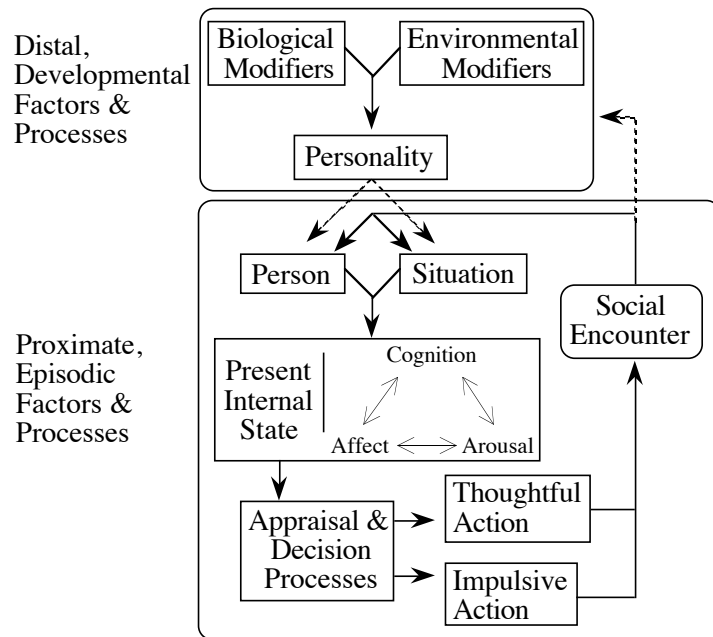 Distal,
Developmental
Factors &
Processes
Biological
Modifiers
Environmental
Modifiers
Personality
Person
Situation
Social
Encounter
Proximate,
Episodic
Factors &
Processes
Present
Internal
State
Cognition
Affect
Arousal
Appraisal &
Decision
Processes
Thoughtful
Action
Impulsive
Action